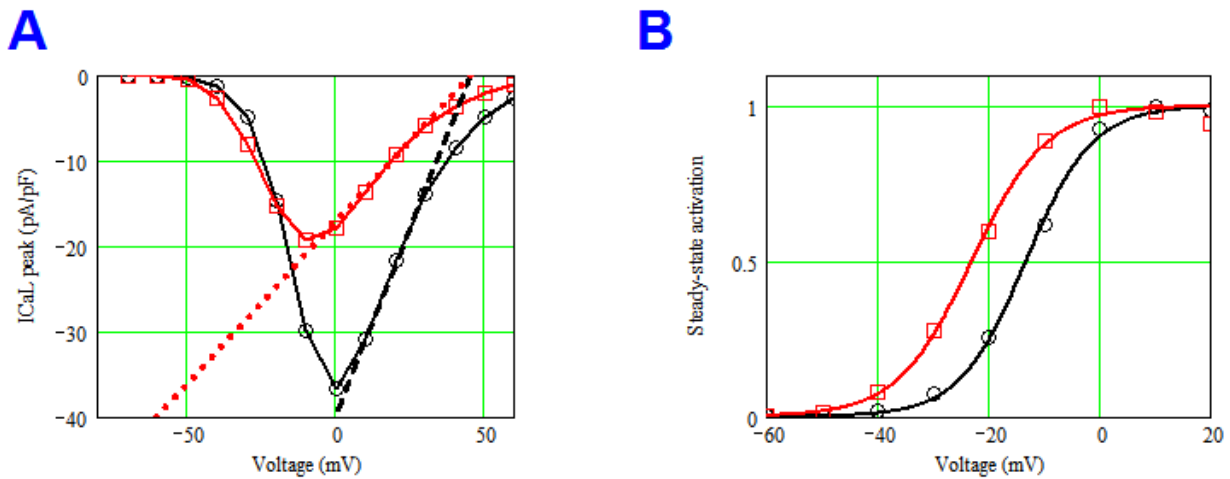 A
B
0
−10
−20
−30
−40
−50
0
50
ICaL peak (pA/pF)
Voltage (mV)
1
0.5
0
−60
−40
−20
0
20
Steady-state activation
Voltage (mV)